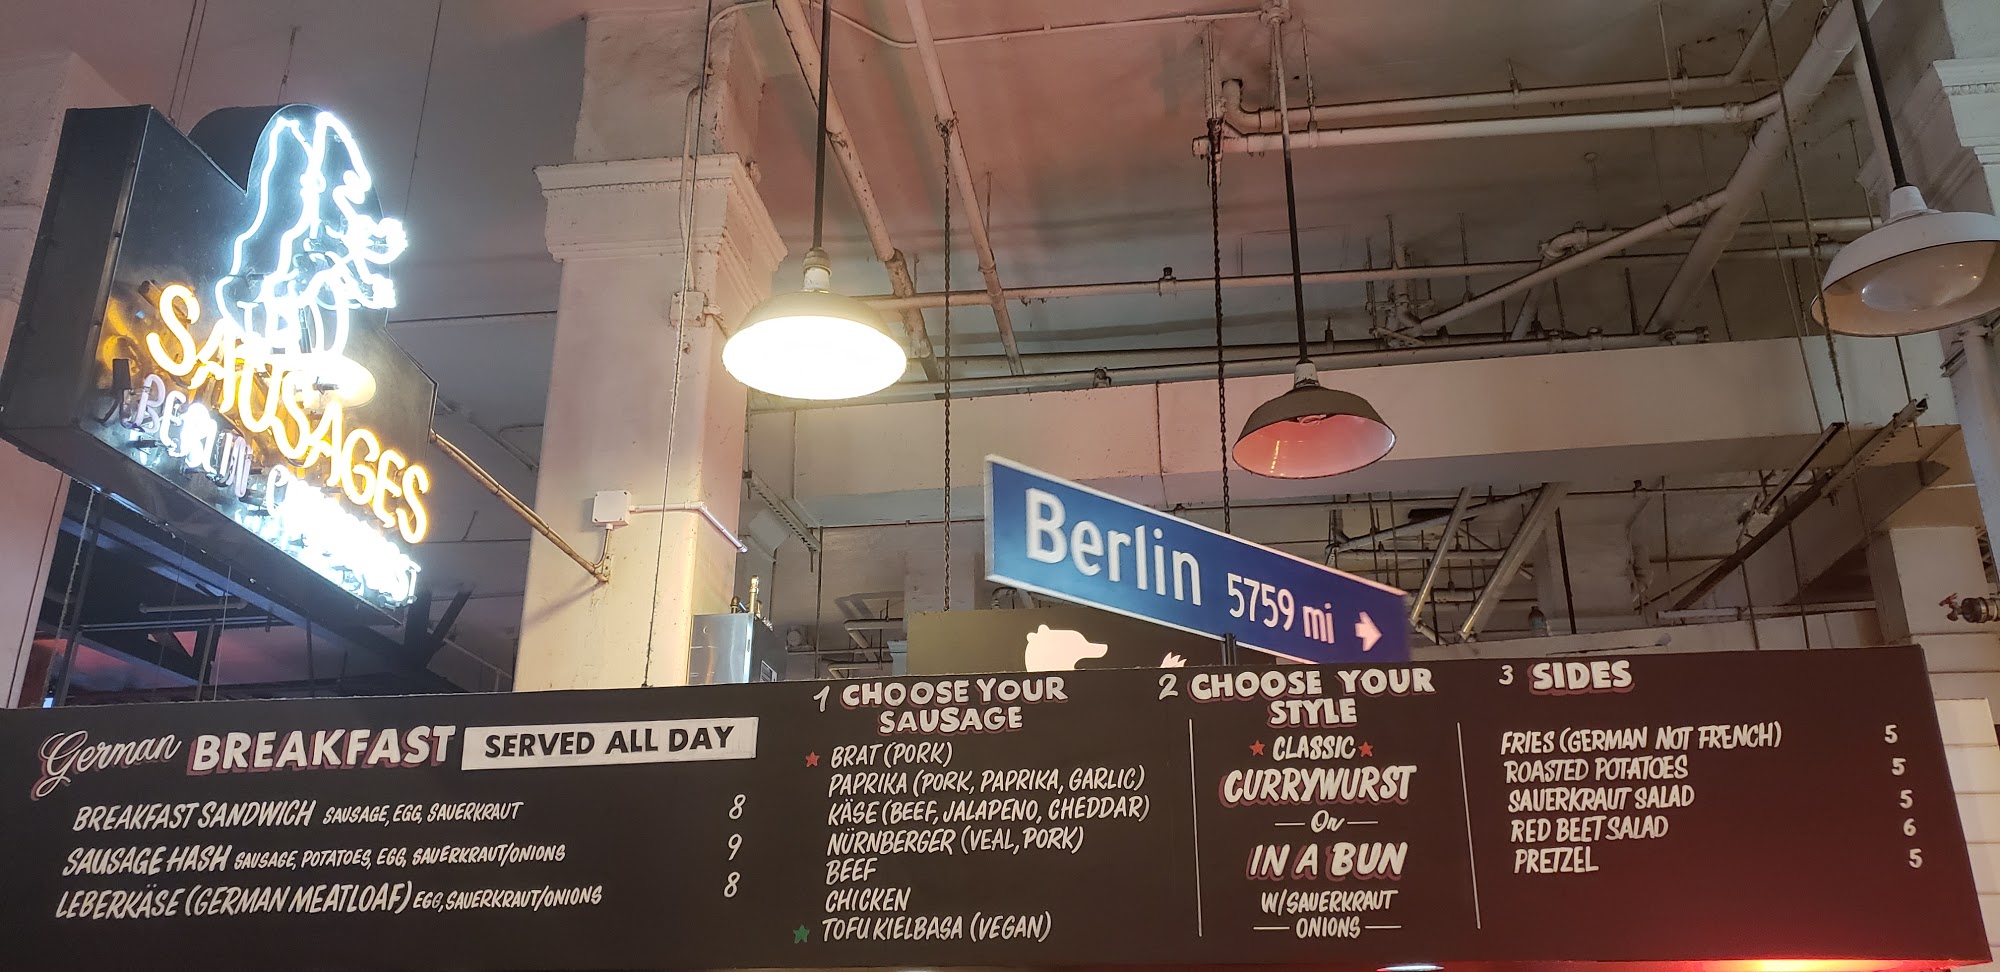 SAUSAGES
BERLIN CURRYWURST
Berlin 5759 mi →
German BREAKFAST SERVED ALL DAY
BREAKFAST SANDWICH SAUSAGE, EGG, SAUERKRAUT 8
SAUSAGE HASH SAUSAGE, POTATOES, EGG, SAUERKRAUT/ONIONS 9
LEBERKÄSE (GERMAN MEATLOAF) EGG, SAUERKRAUT/ONIONS 8
1 CHOOSE YOUR
SAUSAGE
BRAT (PORK)
PAPRIKA (PORK, PAPRIKA, GARLIC)
KÄSE (BEEF, JALAPENO, CHEDDAR)
NÜRNBERGER (VEAL, PORK)
BEEF
CHICKEN
TOFU KIELBASA (VEGAN)
2 CHOOSE YOUR
STYLE
CLASSIC
CURRYWURST
— Or —
IN A BUN
W/SAUERKRAUT
— ONIONS —
3 SIDES
FRIES (GERMAN NOT FRENCH) 5
ROASTED POTATOES 5
SAUERKRAUT SALAD 5
RED BEET SALAD 6
PRETZEL 5